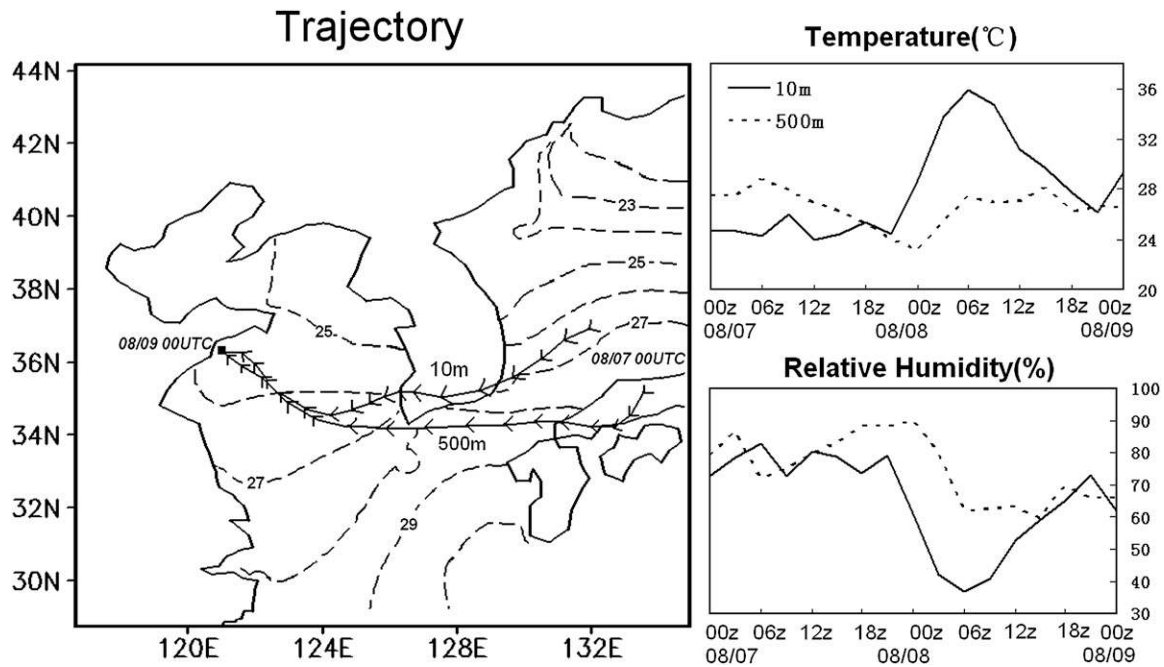 Trajectory
44N
42N
40N
38N
36N
34N
32N
30N
120E
124E
128E
132E
23
25
27
25
27
29
08/09 00UTC
08/07 00UTC
10m
500m
Temperature(℃)
10m
500m
36
32
28
24
20
00z 06z 12z 18z 00z 06z 12z 18z 00z
08/07 08/08 08/09
Relative Humidity(%)
100
90
80
70
60
50
40
30
00z 06z 12z 18z 00z 06z 12z 18z 00z
08/07 08/08 08/09